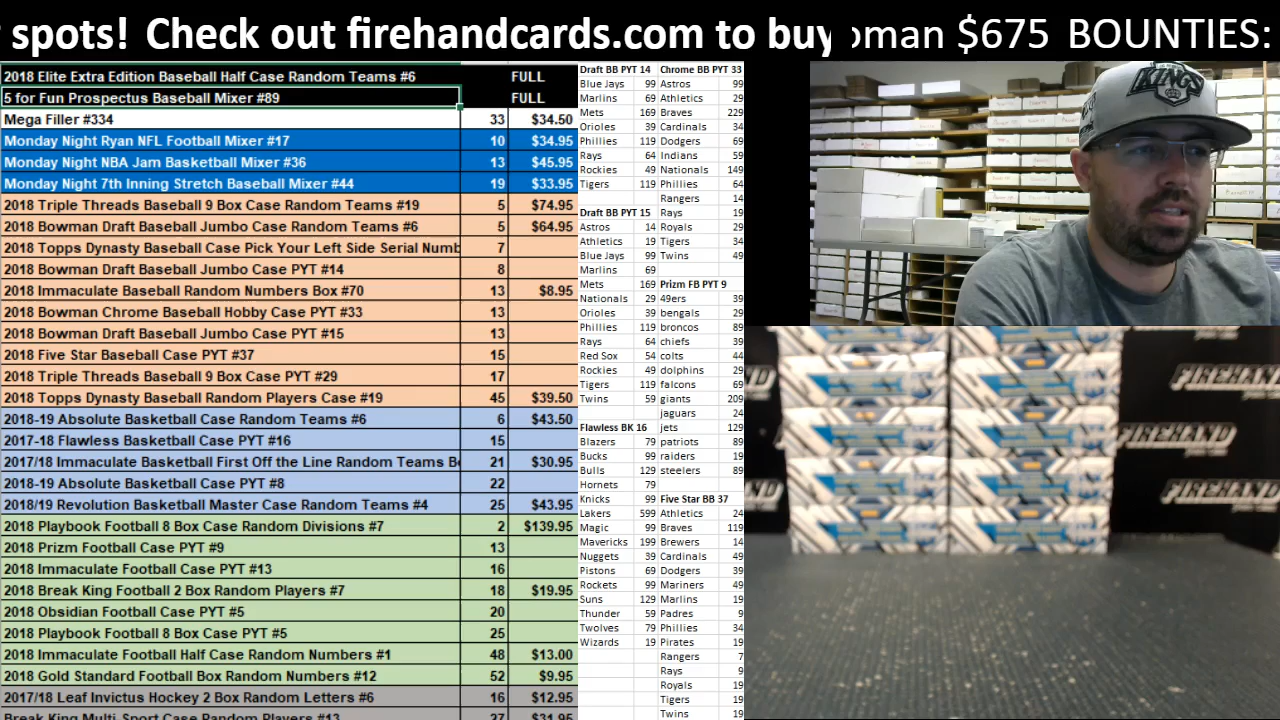 spots! Check out firehandcards.com to buy
oman $675 BOUNTIES:
2018 Elite Extra Edition Baseball Half Case Random Teams #6 FULL
5 for Fun Prospectus Baseball Mixer #89 FULL
Mega Filler #334 33 $34.50
Monday Night Ryan NFL Football Mixer #17 10 $34.95
Monday Night NBA Jam Basketball Mixer #36 13 $45.95
Monday Night 7th Inning Stretch Baseball Mixer #44 19 $33.95
2018 Triple Threads Baseball 9 Box Case Random Teams #19 5 $74.95
2018 Bowman Draft Baseball Jumbo Case Random Teams #6 5 $64.95
2018 Topps Dynasty Baseball Case Pick Your Left Side Serial Numb 7
2018 Bowman Draft Baseball Jumbo Case PYT #14 8
2018 Immaculate Baseball Random Numbers Box #70 13 $8.95
2018 Bowman Chrome Baseball Hobby Case PYT #33 13
2018 Bowman Draft Baseball Jumbo Case PYT #15 13
2018 Five Star Baseball Case PYT #37 15
2018 Triple Threads Baseball 9 Box Case PYT #29 17
2018 Topps Dynasty Baseball Random Players Case #19 45 $39.50
2018-19 Absolute Basketball Case Random Teams #6 6 $43.50
2017-18 Flawless Basketball Case PYT #16 15
2017/18 Immaculate Basketball First Off the Line Random Teams B 21 $30.95
2018-19 Absolute Basketball Case PYT #8 22
2018/19 Revolution Basketball Master Case Random Teams #4 25 $43.95
2018 Playbook Football 8 Box Case Random Divisions #7 2 $139.95
2018 Prizm Football Case PYT #9 13
2018 Immaculate Football Case PYT #13 16
2018 Break King Football 2 Box Random Players #7 18 $19.95
2018 Obsidian Football Case PYT #5 20
2018 Playbook Football 8 Box Case PYT #5 25
2018 Immaculate Football Half Case Random Numbers #1 48 $13.00
2018 Gold Standard Football Box Random Numbers #12 52 $9.95
2017/18 Leaf Invictus Hockey 2 Box Random Letters #6 16 $12.95
Break King Multi-Sport Case Random Players #13 27 $31.95
Draft BB PYT 14
Blue Jays 99
Marlins 69
Mets 169
Orioles 39
Phillies 119
Rays 64
Rockies 49
Tigers 119
Draft BB PYT 15
Astros 14
Athletics 19
Blue Jays 99
Marlins 69
Mets 169
Nationals 29
Orioles 39
Phillies 119
Rays 64
Red Sox 54
Rockies 49
Tigers 119
Twins 59
Flawless BK 16
Blazers 79
Bucks 99
Bulls 129
Hornets 79
Knicks 99
Lakers 599
Magic 99
Mavericks 199
Nuggets 39
Pistons 69
Rockets 99
Suns 129
Thunder 59
Twolves 79
Wizards 19
Chrome BB PYT 33
Astros 99
Athletics 29
Braves 229
Cardinals 34
Dodgers 69
Indians 59
Nationals 149
Phillies 64
Rangers 14
Rays 19
Royals 29
Tigers 34
Twins 49
Prizm FB PYT 9
49ers 39
bengals 29
broncos 89
chiefs 39
colts 44
dolphins 29
falcons 69
giants 209
jaguars 24
jets 129
patriots 89
raiders 19
steelers 89
Five Star BB 37
Athletics 24
Braves 119
Brewers 14
Cardinals 49
Dodgers 39
Mariners 49
Marlins 19
Padres 9
Phillies 34
Pirates 19
Rangers 7
Rays 9
Royals 19
Tigers 19
Twins 19
KINGS
FIREHAND
FIREHAND
FIREHAND